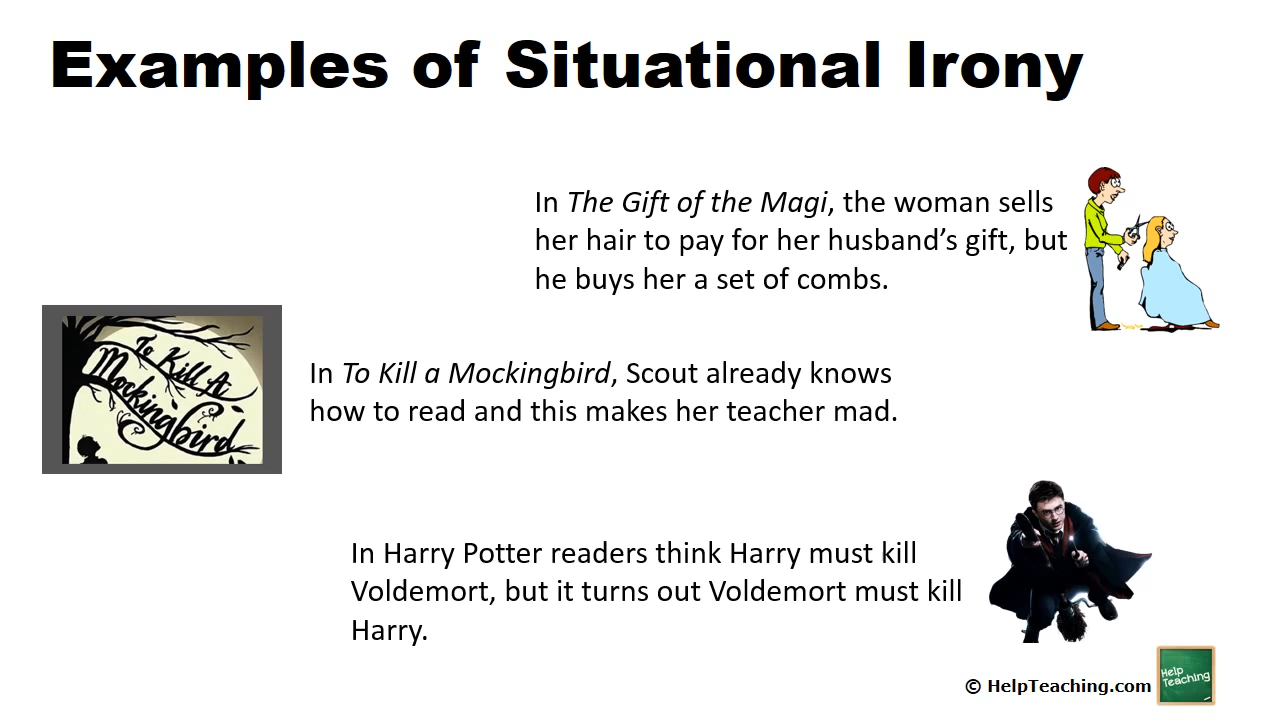 Examples of Situational Irony
In The Gift of the Magi, the woman sells
her hair to pay for her husband’s gift, but
he buys her a set of combs.
To Kill A
Mockingbird
In To Kill a Mockingbird, Scout already knows
how to read and this makes her teacher mad.
In Harry Potter readers think Harry must kill
Voldemort, but it turns out Voldemort must kill
Harry.
© HelpTeaching.com
Help
Teaching